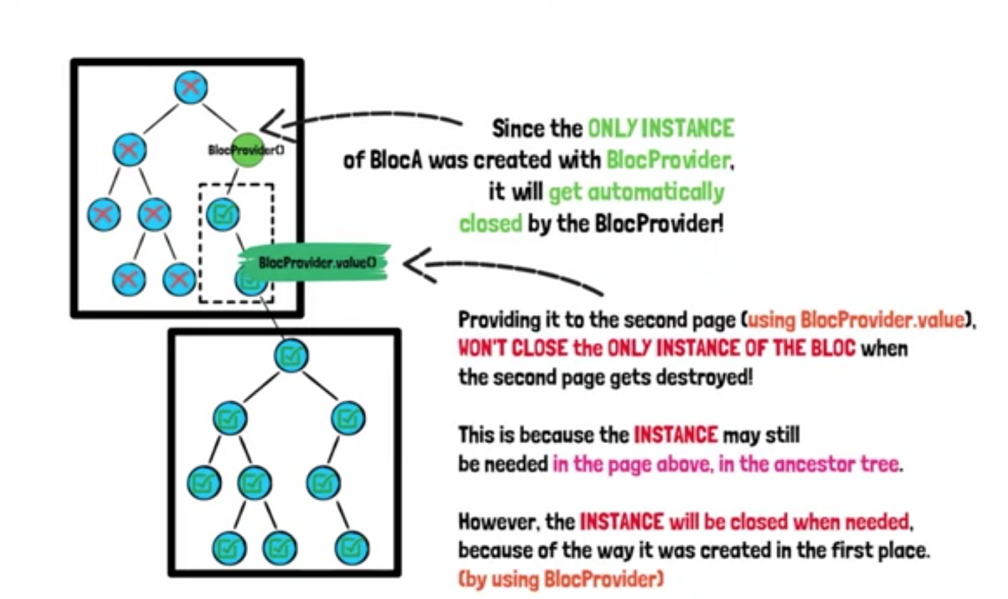 BlocProvider()
Since the ONLY INSTANCE
of BlocA was created with BlocProvider,
it will get automatically
closed by the BlocProvider!
BlocProvider.value()
Providing it to the second page (using BlocProvider.value),
WON'T CLOSE the ONLY INSTANCE OF THE BLOC when
the second page gets destroyed!
This is because the INSTANCE may still
be needed in the page above, in the ancestor tree.
However, the INSTANCE will be closed when needed,
because of the way it was created in the first place.
(by using BlocProvider)